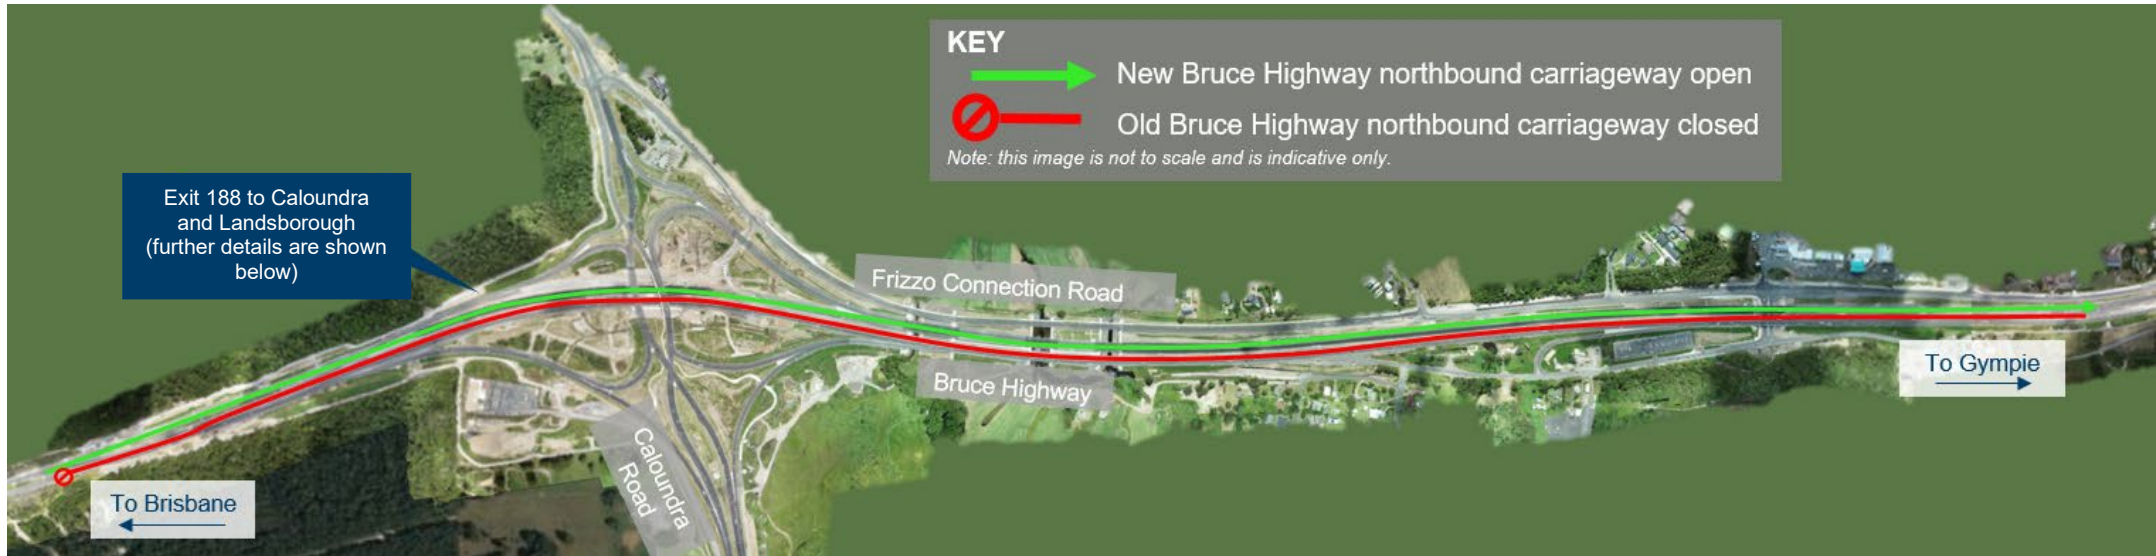 KEY
New Bruce Highway northbound carriageway open
Old Bruce Highway northbound carriageway closed
Note: this image is not to scale and is indicative only.
Exit 188 to Caloundra
and Landsborough
(further details are shown
below)
Frizzo Connection Road
Bruce Highway
To Gympie
Caloundra
Road
To Brisbane